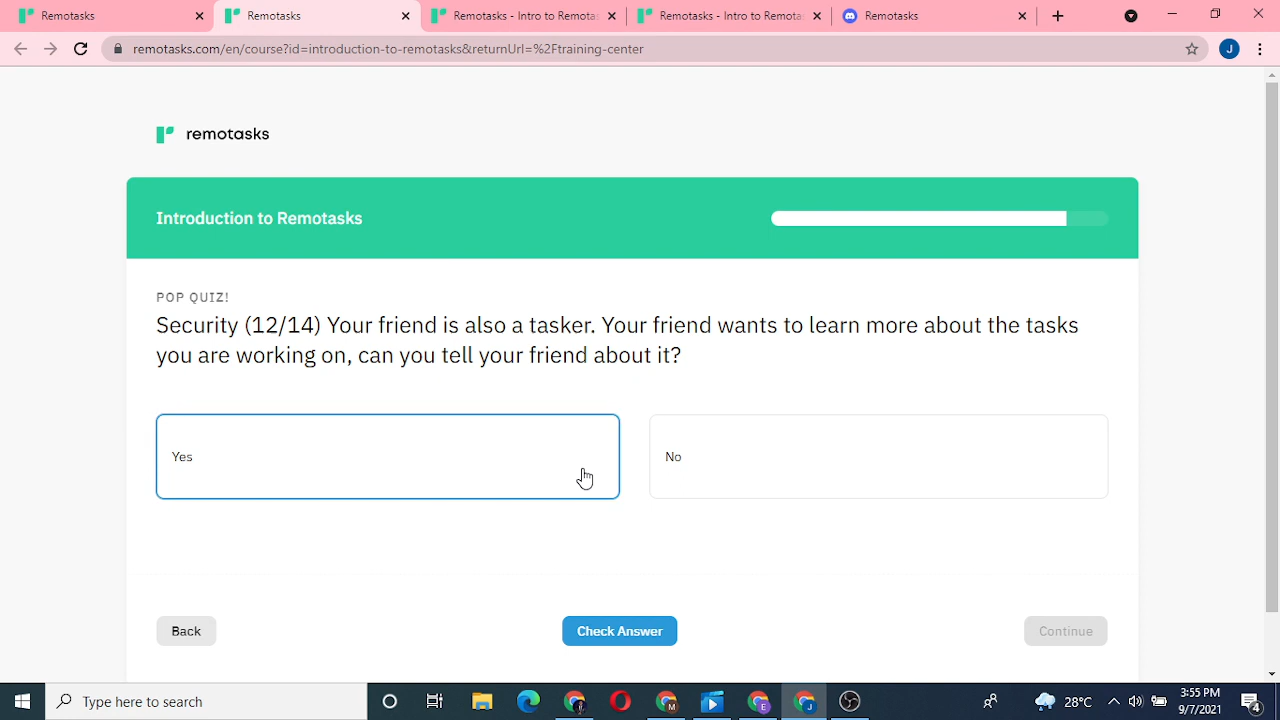 Remotasks
Remotasks
Remotasks - Intro to Remotas
Remotasks - Intro to Remota
Remotasks
remotasks.com/en/course?id=introduction-to-remotasks&returnUrl=%2Ftraining-center
J
remotasks
Introduction to Remotasks
POP QUIZ!
Security (12/14) Your friend is also a tasker. Your friend wants to learn more about the tasks
you are working on, can you tell your friend about it?
Yes
No
Back
Check Answer
Continue
Type here to search
M
E
J
28°C
3:55 PM
9/7/2021
4